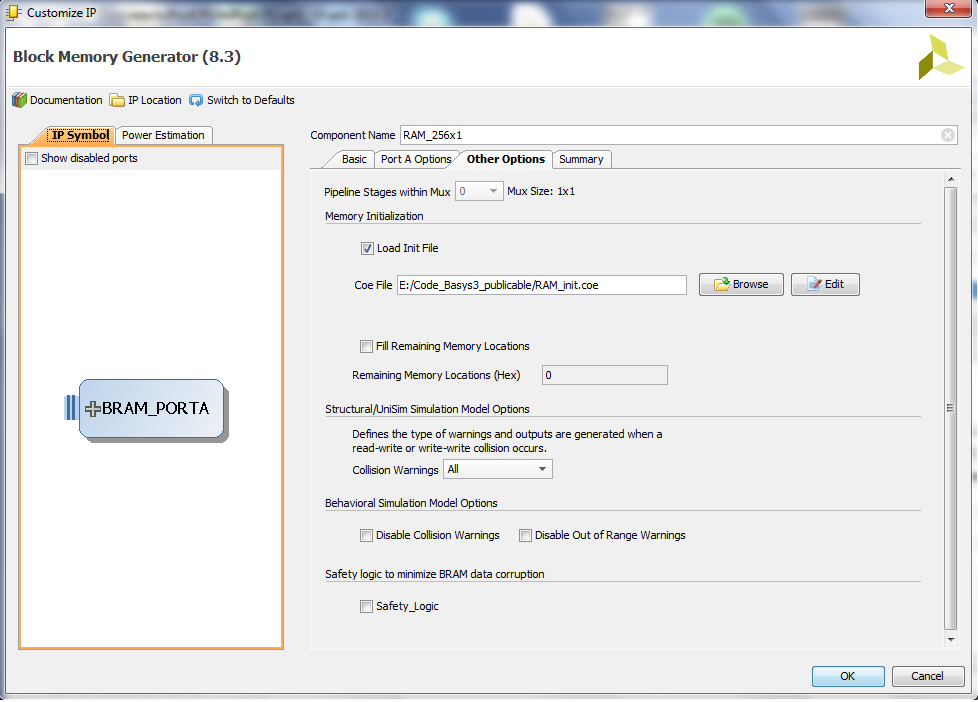 Customize IP
Block Memory Generator (8.3)
Documentation IP Location Switch to Defaults
IP Symbol Power Estimation
Show disabled ports
BRAM_PORTA
Component Name RAM_256x1
Basic Port A Options Other Options Summary
Pipeline Stages within Mux 0 Mux Size: 1x1
Memory Initialization
Load Init File
Coe File E:/Code_Basys3_publicable/RAM_init.coe Browse Edit
Fill Remaining Memory Locations
Remaining Memory Locations (Hex) 0
Structural/UniSim Simulation Model Options
Defines the type of warnings and outputs are generated when a
read-write or write-write collision occurs.
Collision Warnings All
Behavioral Simulation Model Options
Disable Collision Warnings Disable Out of Range Warnings
Safety logic to minimize BRAM data corruption
Safety_Logic
OK Cancel